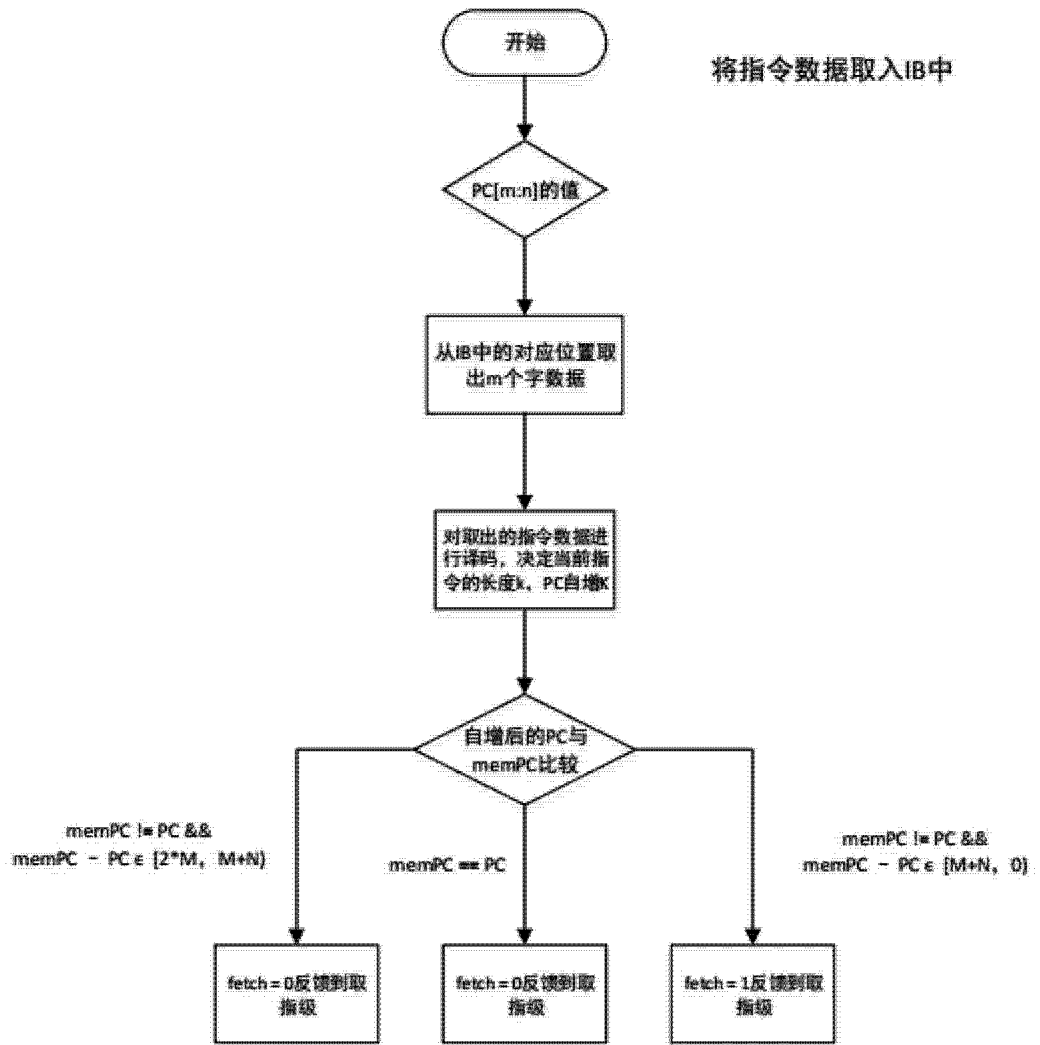 开始
将指令数据取入IB中
PC[m:n]的值
从IB中的对应位置取
出m个字数据
对取出的指令数据进
行译码，决定当前指
令的长度k，PC自增K
自增后的PC与
memPC比较
memPC != PC &&
memPC - PC ϵ [2*M，M+N)
memPC == PC
memPC != PC &&
memPC - PC ϵ [M+N，0)
fetch = 0反馈到取
指级
fetch = 0反馈到取
指级
fetch = 1反馈到取
指级